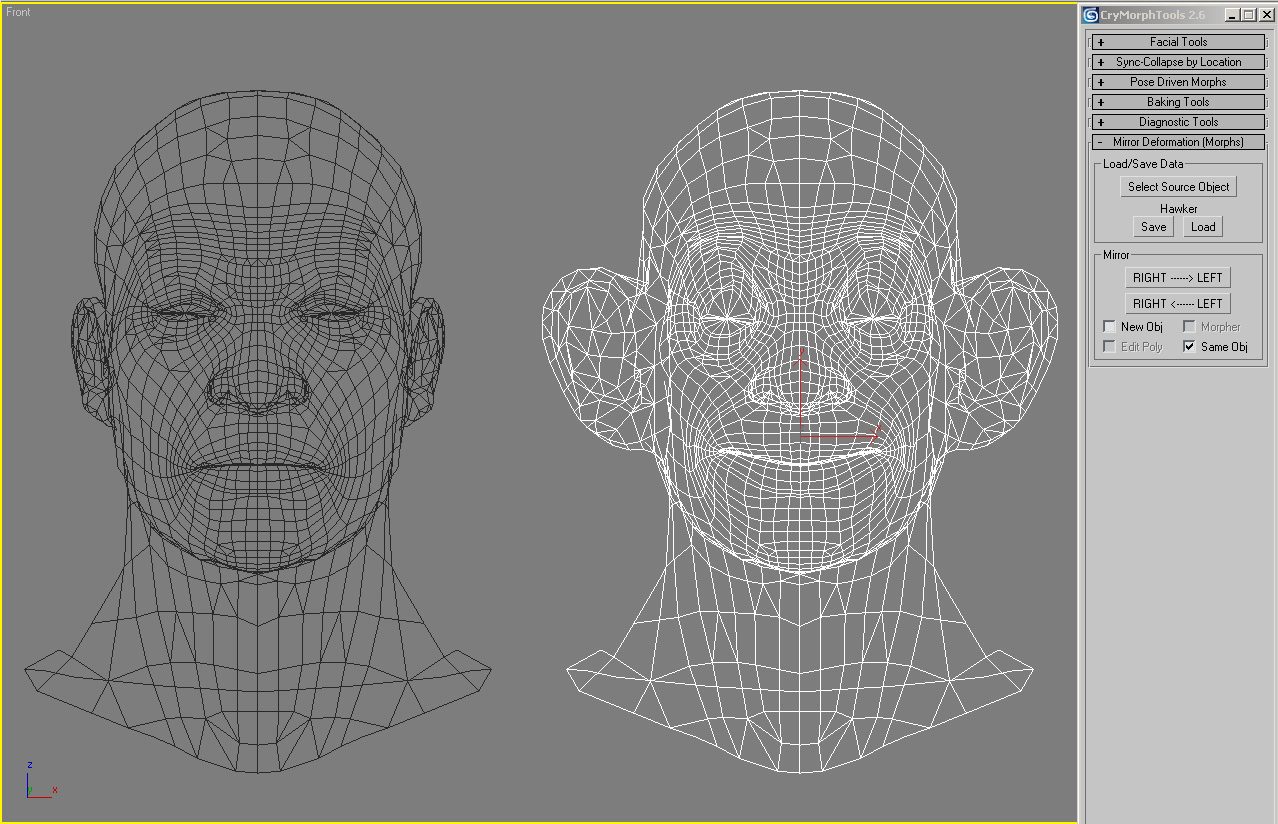 Front
CryMorphTools 2.6
+ Facial Tools
+ Sync-Collapse by Location
+ Pose Driven Morphs
+ Baking Tools
+ Diagnostic Tools
- Mirror Deformation (Morphs)
Load/Save Data
Select Source Object
Hawker
Save Load
Mirror
RIGHT ------> LEFT
RIGHT <------ LEFT
New Obj Morpher
Edit Poly Same Obj
z
y x